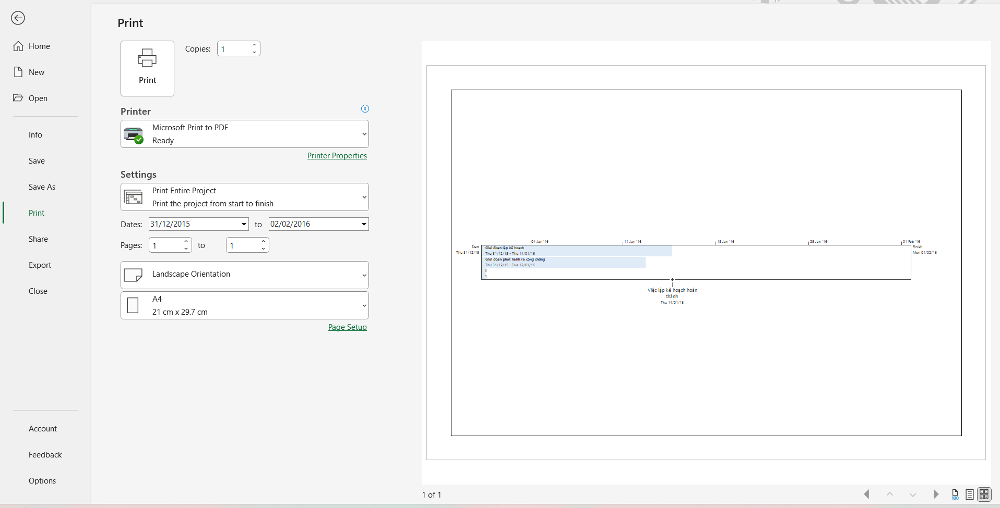 Print
Home
New
Open
Info
Save
Save As
Print
Share
Export
Close
Account
Feedback
Options
Print
Copies:
1
Printer
Microsoft Print to PDF
Ready
Printer Properties
Settings
Print Entire Project
Print the project from start to finish
Dates: 31/12/2015 to 02/02/2016
Pages: 1 to 1
Landscape Orientation
A4
21 cm x 29.7 cm
Page Setup
04 Jan '16 11 Jan '16 18 Jan '16 25 Jan '16 01 Feb '16
Start
Thu 31/12/15
Giai đoạn lập kế hoạch
Thu 31/12/15 - Thu 14/01/16
Giai đoạn phát hành ra công chúng
Thu 31/12/15 - Tue 12/01/16
Finish
Mon 01/02/16
Việc lập kế hoạch hoàn
thành
Thu 14/01/16
1 of 1
100